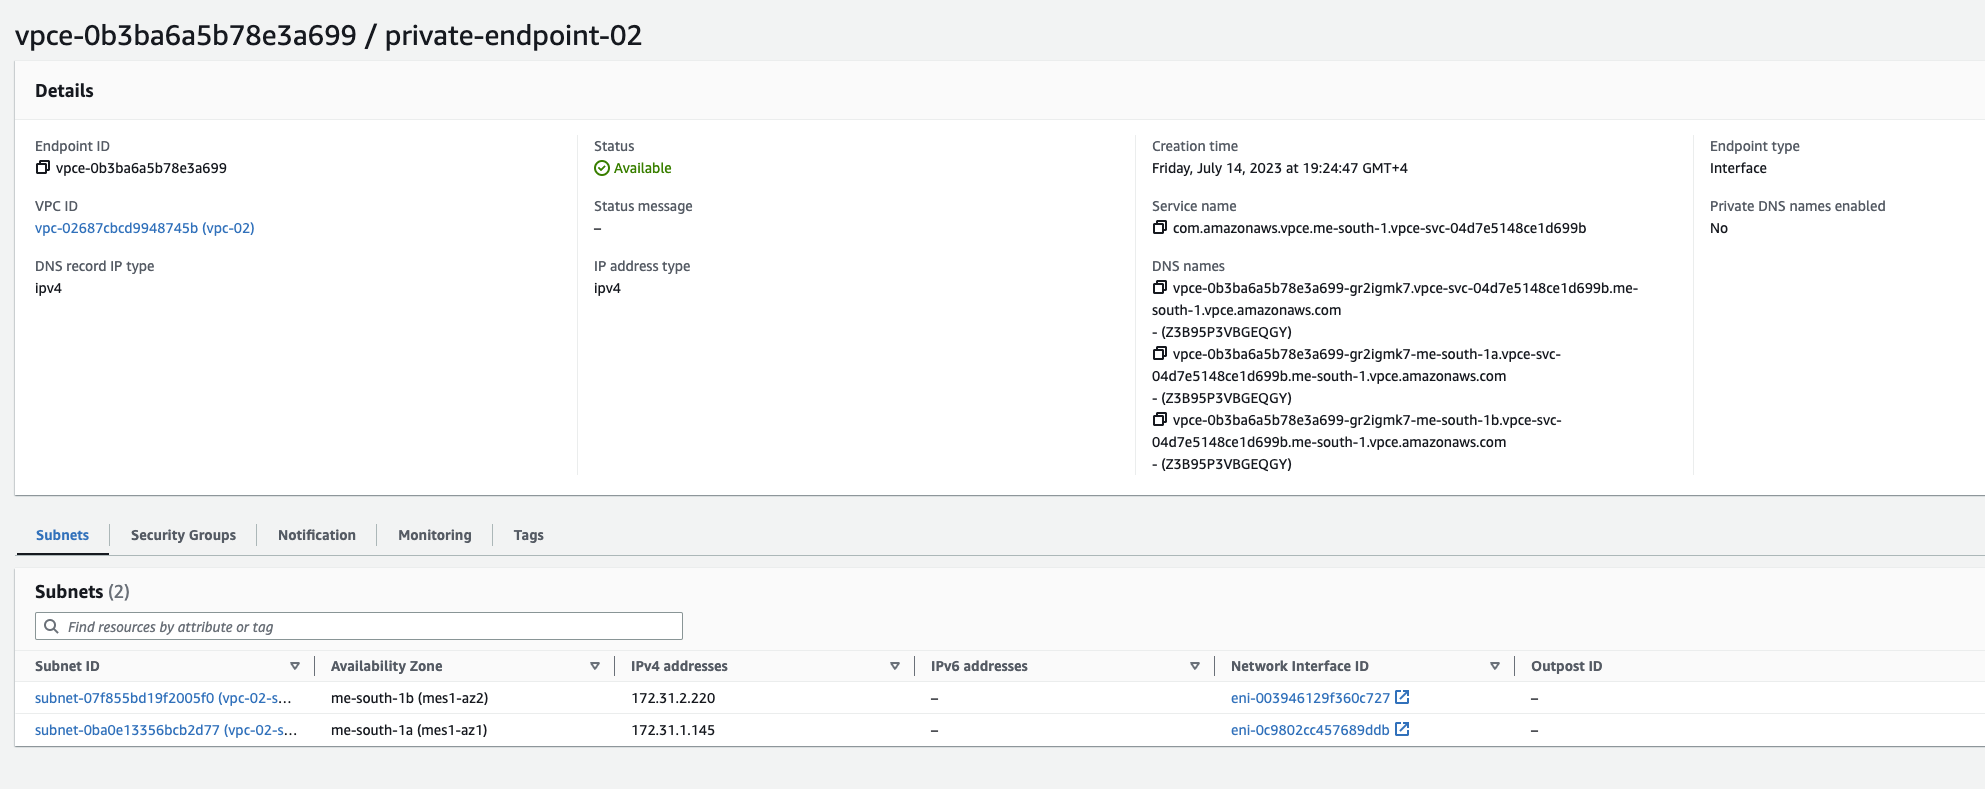 vpce-0b3ba6a5b78e3a699 / private-endpoint-02
Details
Endpoint ID
vpce-0b3ba6a5b78e3a699
VPC ID
vpc-02687cbcd9948745b (vpc-02)
DNS record IP type
ipv4
Status
Available
Status message
–
IP address type
ipv4
Creation time
Friday, July 14, 2023 at 19:24:47 GMT+4
Service name
com.amazonaws.vpce.me-south-1.vpce-svc-04d7e5148ce1d699b
DNS names
vpce-0b3ba6a5b78e3a699-gr2igmk7.vpce-svc-04d7e5148ce1d699b.me-
south-1.vpce.amazonaws.com
- (Z3B95P3VBGEQGY)
vpce-0b3ba6a5b78e3a699-gr2igmk7-me-south-1a.vpce-svc-
04d7e5148ce1d699b.me-south-1.vpce.amazonaws.com
- (Z3B95P3VBGEQGY)
vpce-0b3ba6a5b78e3a699-gr2igmk7-me-south-1b.vpce-svc-
04d7e5148ce1d699b.me-south-1.vpce.amazonaws.com
- (Z3B95P3VBGEQGY)
Endpoint type
Interface
Private DNS names enabled
No
Subnets Security Groups Notification Monitoring Tags
Subnets (2)
Find resources by attribute or tag
Subnet ID Availability Zone IPv4 addresses IPv6 addresses Network Interface ID Outpost ID
subnet-07f855bd19f2005f0 (vpc-02-s... me-south-1b (mes1-az2) 172.31.2.220 – eni-003946129f360c727 –
subnet-0ba0e13356bcb2d77 (vpc-02-s... me-south-1a (mes1-az1) 172.31.1.145 – eni-0c9802cc457689ddb –